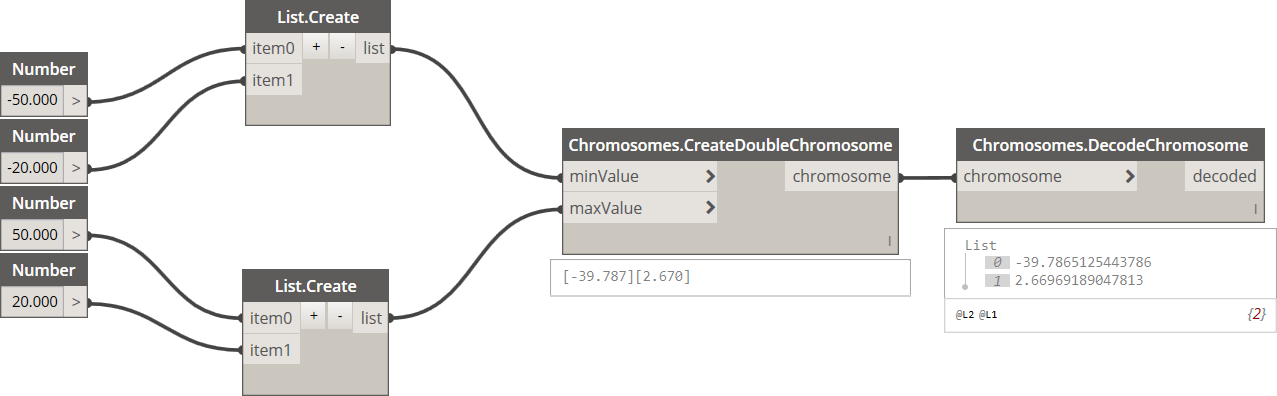 Number
-50.000 >
Number
-20.000 >
Number
50.000 >
Number
20.000 >
List.Create
item0 + - list
item1
List.Create
item0 + - list
item1
Chromosomes.CreateDoubleChromosome
minValue > chromosome
maxValue >
l
[-39.787][2.670]
Chromosomes.DecodeChromosome
chromosome > decoded
l
List
0 -39.7865125443786
1 2.66969189047813
@L2 @L1 {2}